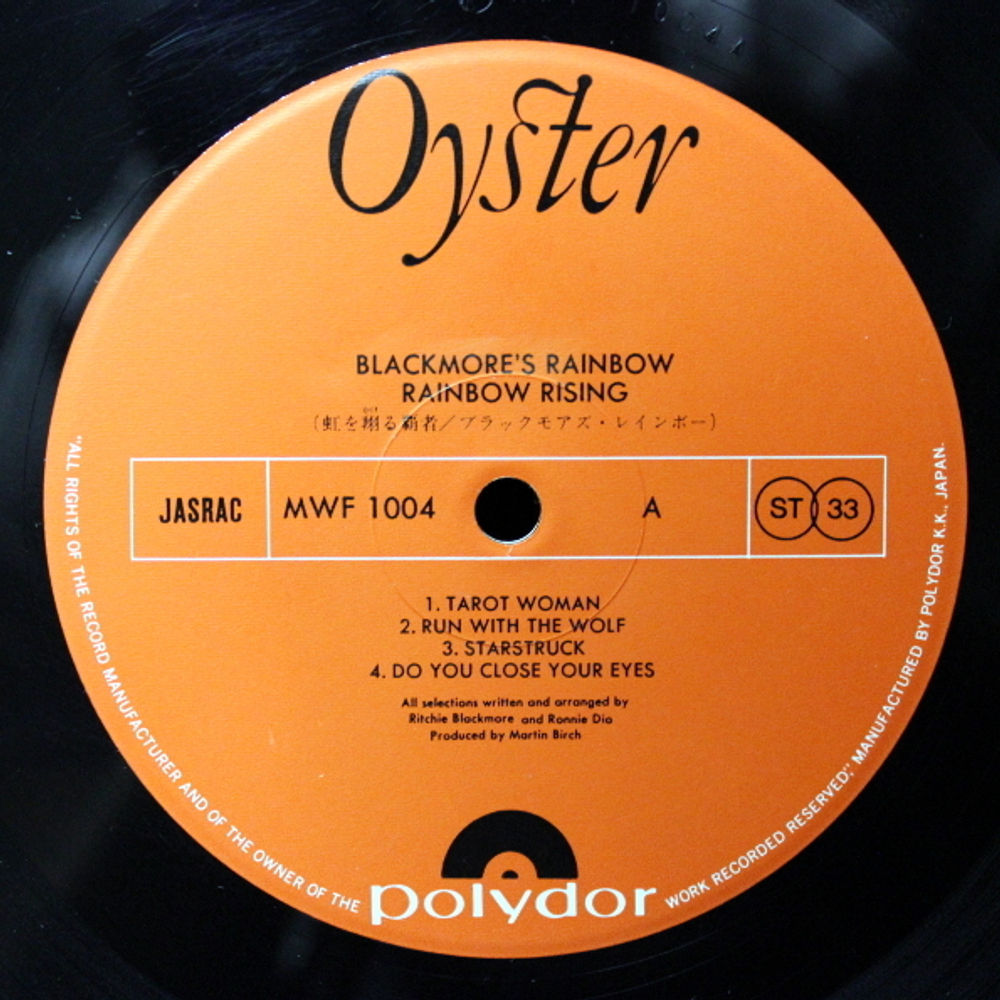 Oyster
BLACKMORE'S RAINBOW
RAINBOW RISING
(虹を翔る覇者/ブラックモアズ・レインボー)
JASRAC
MWF 1004
A
ST 33
1. TAROT WOMAN
2. RUN WITH THE WOLF
3. STARSTRUCK
4. DO YOU CLOSE YOUR EYES
All selections written and arranged by
Ritchie Blackmore and Ronnie Dio
Produced by Martin Birch
polydor
"ALL RIGHTS OF THE RECORD MANUFACTURER AND OF THE OWNER OF THE WORK RECORDED RESERVED," MANUFACTURED BY POLYDOR K.K., JAPAN.